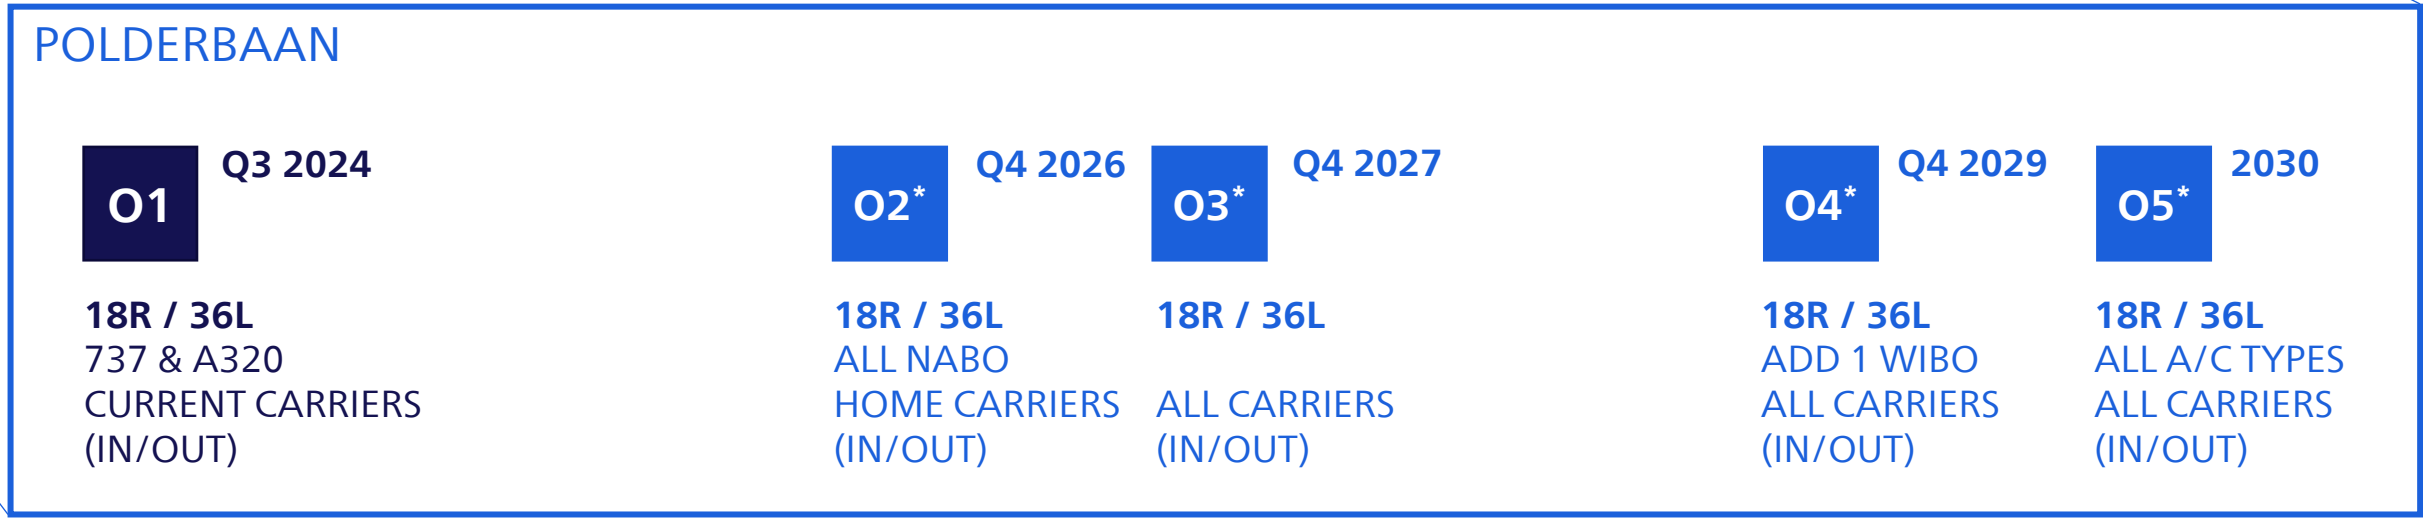 POLDERBAAN
O1
Q3 2024
18R / 36L
737 & A320
CURRENT CARRIERS
(IN/OUT)
O2*
Q4 2026
18R / 36L
ALL NABO
HOME CARRIERS
(IN/OUT)
O3*
Q4 2027
18R / 36L
ALL CARRIERS
(IN/OUT)
O4*
Q4 2029
18R / 36L
ADD 1 WIBO
ALL CARRIERS
(IN/OUT)
O5*
2030
18R / 36L
ALL A/C TYPES
ALL CARRIERS
(IN/OUT)